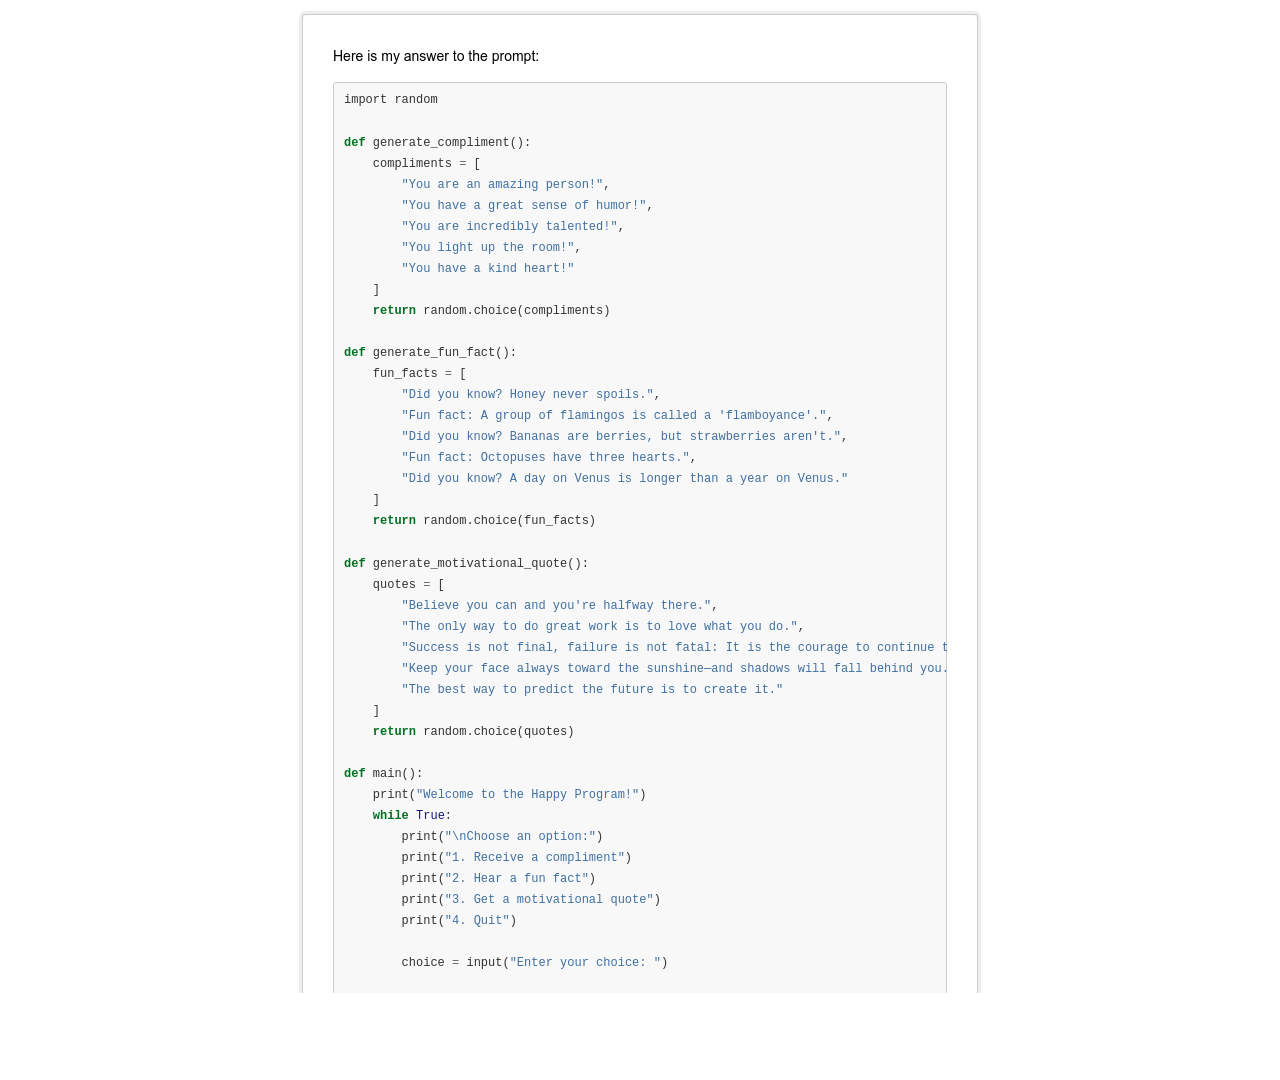 Here is my answer to the prompt:
import random
def generate_compliment():
    compliments = [
        "You are an amazing person!",
        "You have a great sense of humor!",
        "You are incredibly talented!",
        "You light up the room!",
        "You have a kind heart!"
    ]
    return random.choice(compliments)
def generate_fun_fact():
    fun_facts = [
        "Did you know? Honey never spoils.",
        "Fun fact: A group of flamingos is called a 'flamboyance'.",
        "Did you know? Bananas are berries, but strawberries aren't.",
        "Fun fact: Octopuses have three hearts.",
        "Did you know? A day on Venus is longer than a year on Venus."
    ]
    return random.choice(fun_facts)
def generate_motivational_quote():
    quotes = [
        "Believe you can and you're halfway there.",
        "The only way to do great work is to love what you do.",
        "Success is not final, failure is not fatal: It is the courage to continue t
        "Keep your face always toward the sunshine—and shadows will fall behind you.
        "The best way to predict the future is to create it."
    ]
    return random.choice(quotes)
def main():
    print("Welcome to the Happy Program!")
    while True:
        print("\nChoose an option:")
        print("1. Receive a compliment")
        print("2. Hear a fun fact")
        print("3. Get a motivational quote")
        print("4. Quit")
        choice = input("Enter your choice: ")